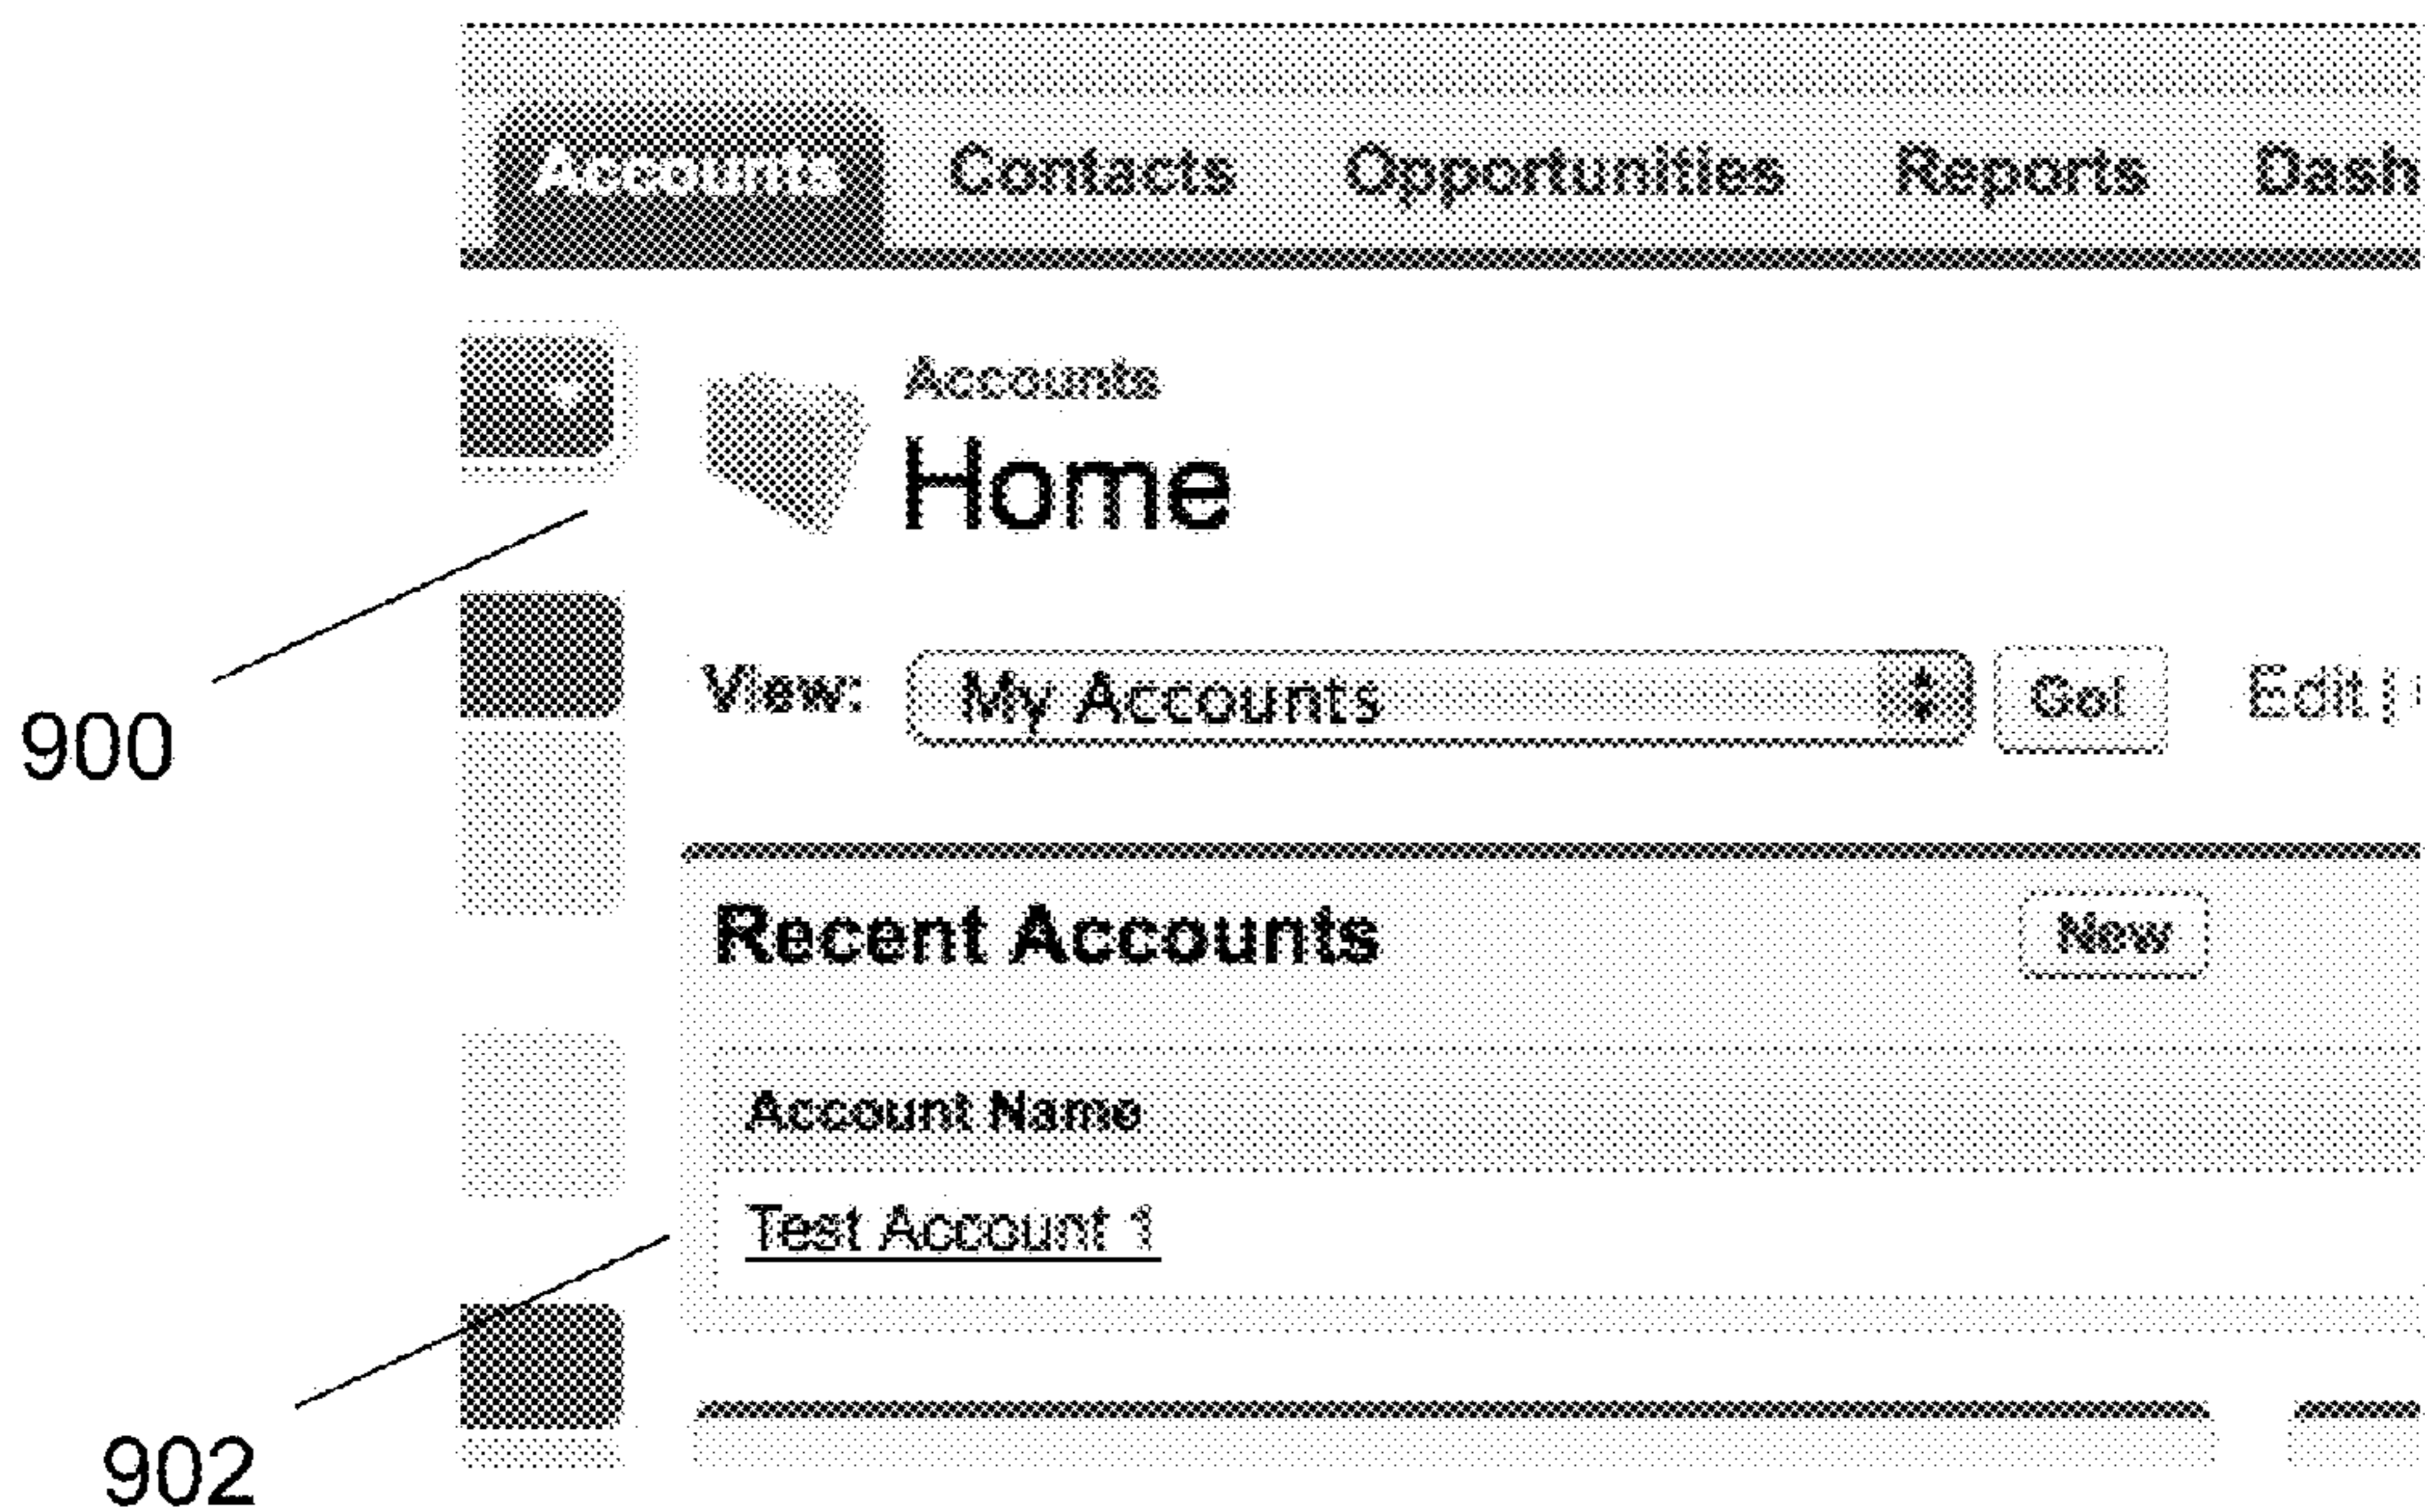 Accounts Contacts Opportunities Reports Dash
Accounts
Home
900
View: My Accounts Go! Edit |
Recent Accounts New
Account Name
Test Account 1
902